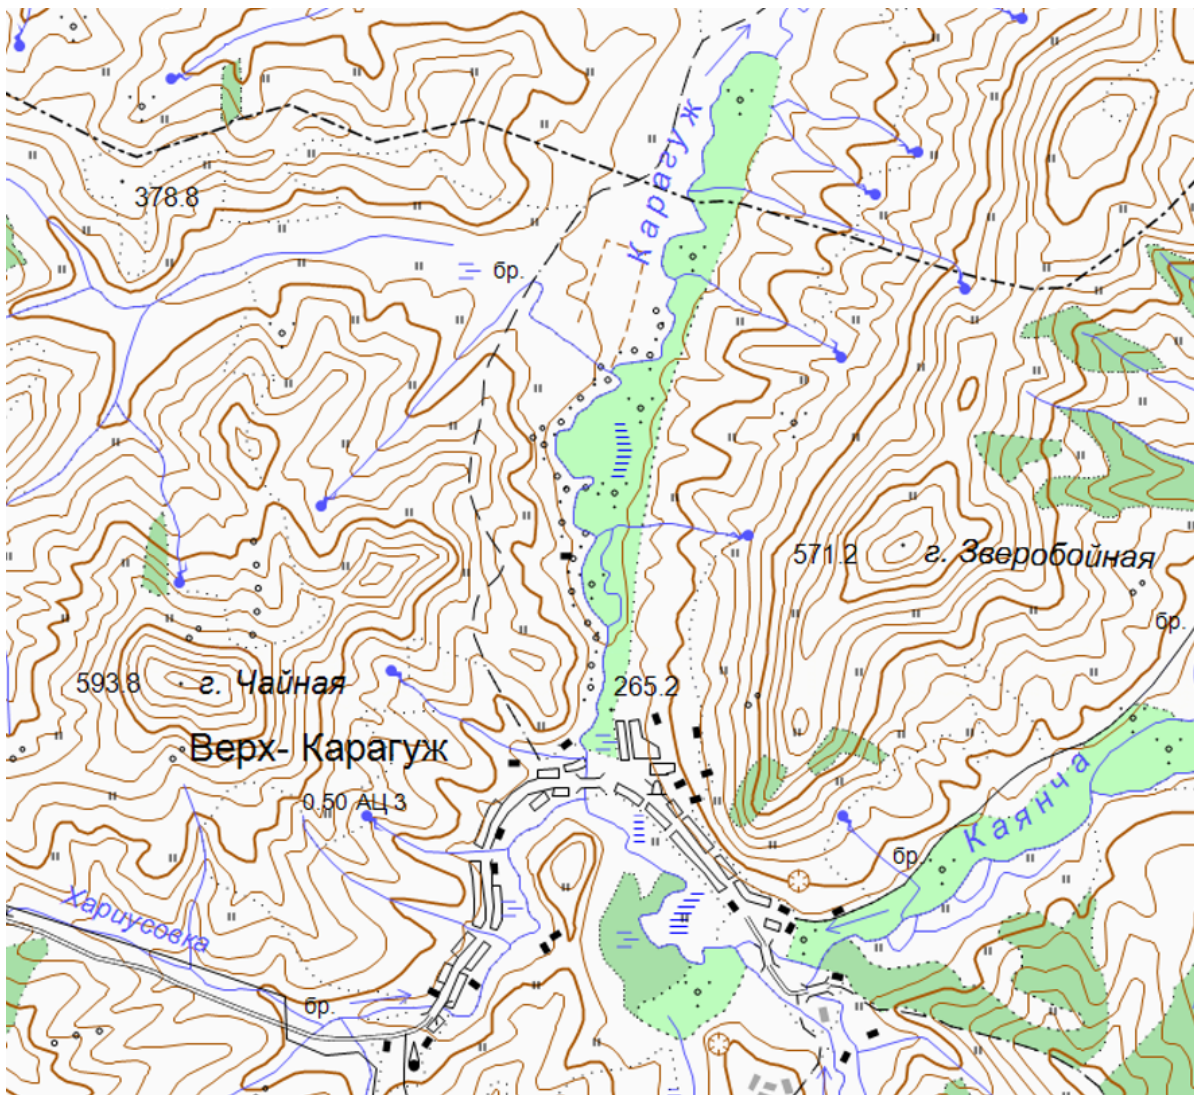 Карагуж
378.8
бр.
571.2 г. Зверобойная
бр.
593.8 г. Чайная
265.2
Верх- Карагуж
0.50 АЦ 3
Каянча
бр.
Хариусовка
бр.